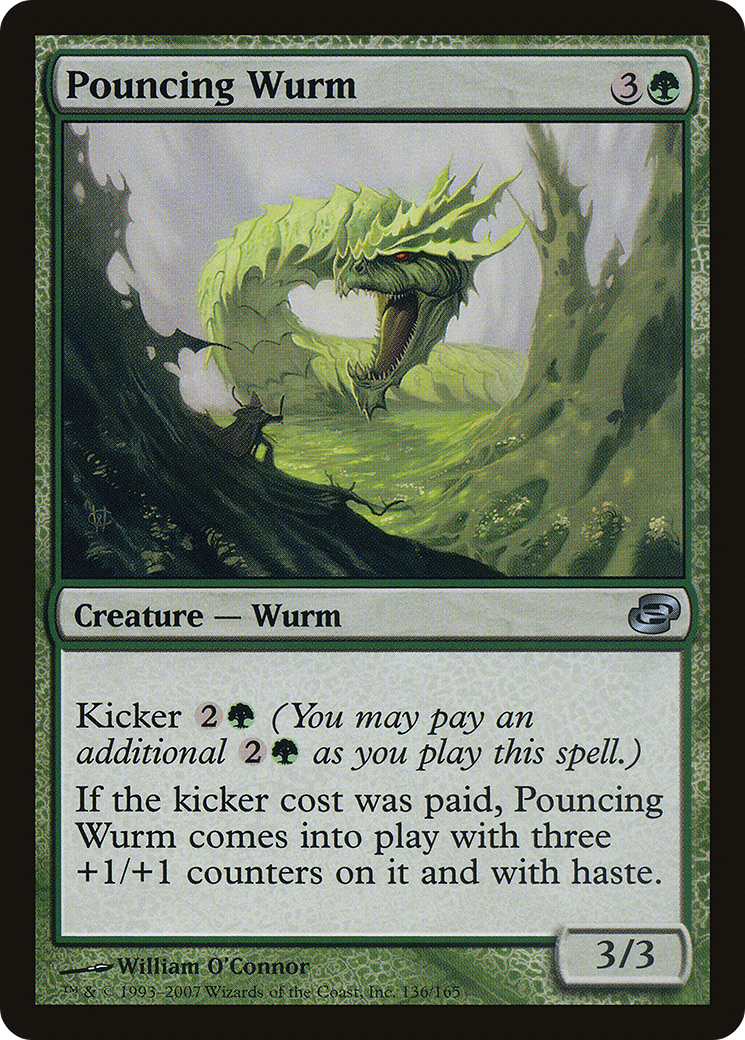 Pouncing Wurm 3
Creature — Wurm
Kicker 2 (You may pay an
additional 2 as you play this spell.)
If the kicker cost was paid, Pouncing
Wurm comes into play with three
+1/+1 counters on it and with haste.
3/3
William O'Connor
™ & © 1993–2007 Wizards of the Coast, Inc. 136/165